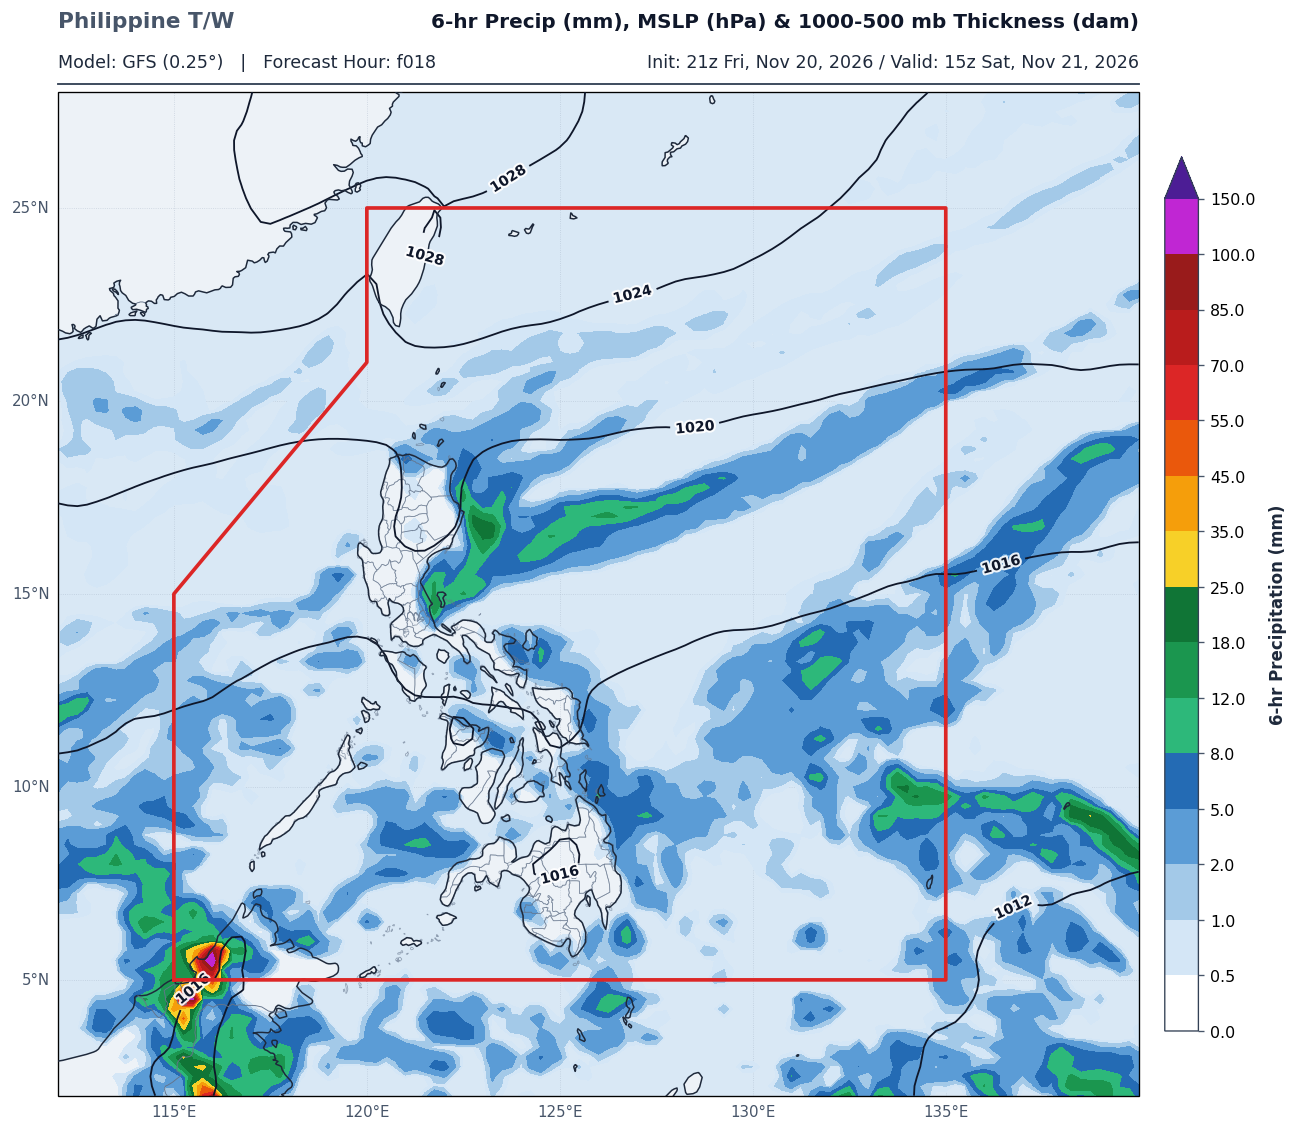 Philippine T/W
6-hr Precip (mm), MSLP (hPa) & 1000-500 mb Thickness (dam)
Model: GFS (0.25°) | Forecast Hour: f018
Init: 21z Fri, Nov 20, 2026 / Valid: 15z Sat, Nov 21, 2026
25°N
20°N
15°N
10°N
5°N
115°E
120°E
125°E
130°E
135°E
1028
1028
1024
1020
1016
1016
1012
1016
150.0
100.0
85.0
70.0
55.0
45.0
35.0
25.0
18.0
12.0
8.0
5.0
2.0
1.0
0.5
0.0
6-hr Precipitation (mm)